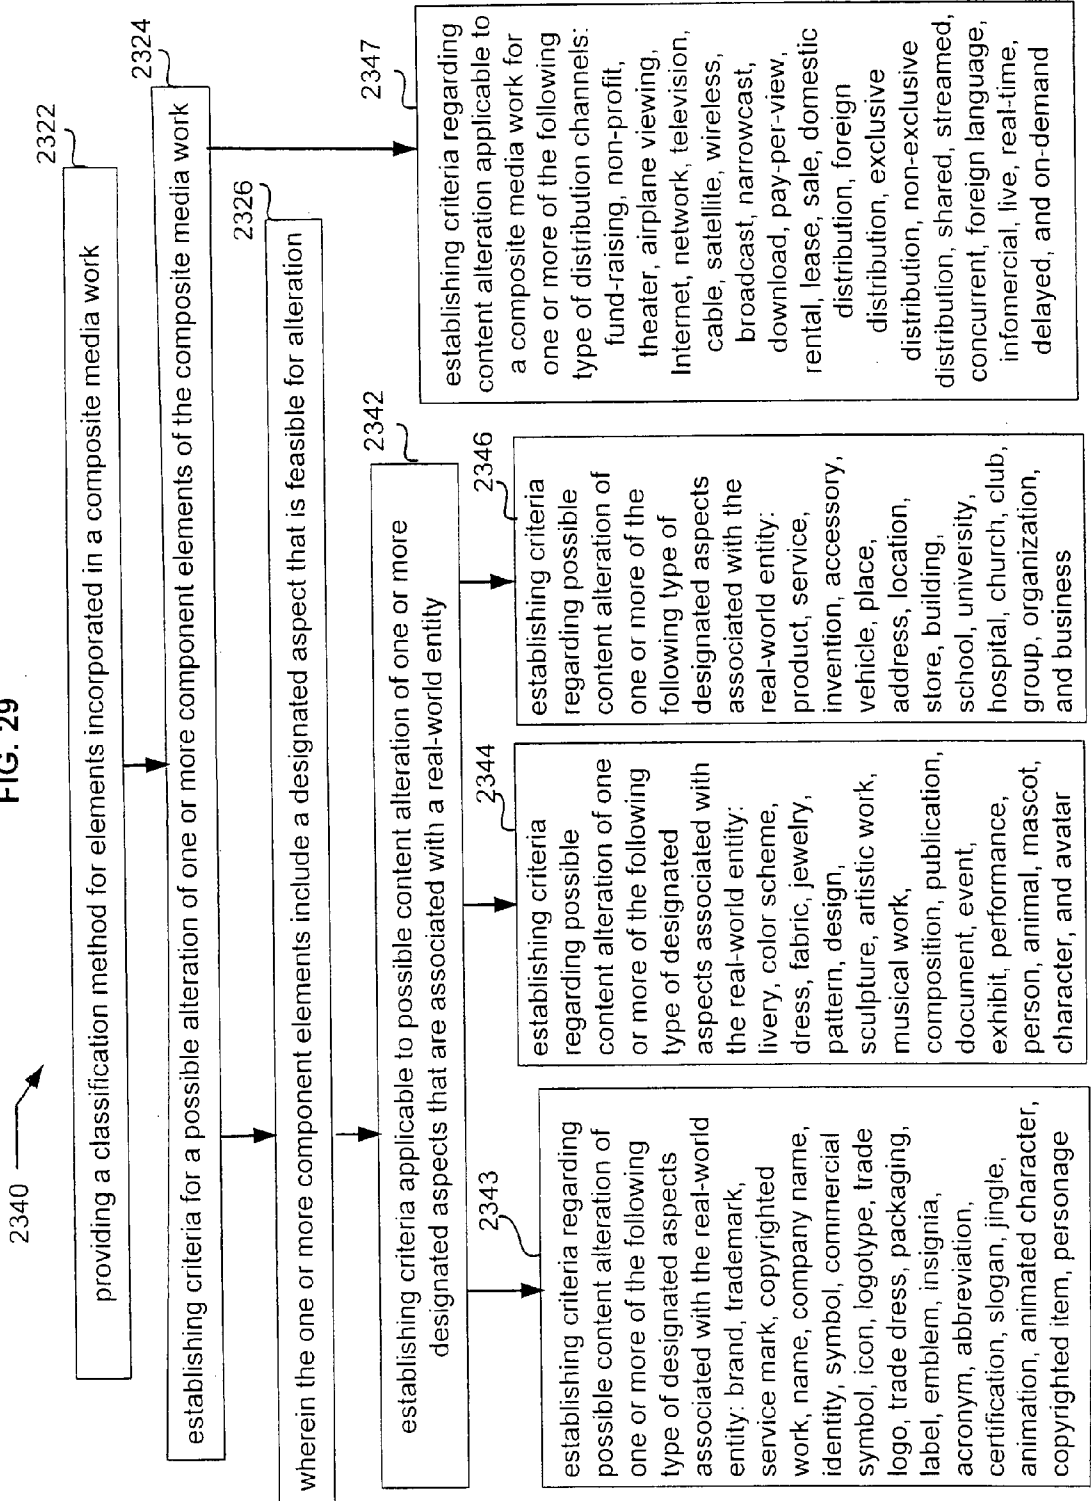 FIG. 29
2340
2322
providing a classification method for elements incorporated in a composite media work
2324
establishing criteria for a possible alteration of one or more component elements of the composite media work
2326
wherein the one or more component elements include a designated aspect that is feasible for alteration
2342
establishing criteria applicable to possible content alteration of one or more
designated aspects that are associated with a real-world entity
2343
establishing criteria regarding
possible content alteration of
one or more of the following
type of designated aspects
associated with the real-world
entity: brand, trademark,
service mark, copyrighted
work, name, company name,
identity, symbol, commercial
symbol, icon, logotype, trade
logo, trade dress, packaging,
label, emblem, insignia,
acronym, abbreviation,
certification, slogan, jingle,
animation, animated character,
copyrighted item, personage
2344
establishing criteria
regarding possible
content alteration of one
or more of the following
type of designated
aspects associated with
the real-world entity:
livery, color scheme,
dress, fabric, jewelry,
pattern, design,
sculpture, artistic work,
musical work,
composition, publication,
document, event,
exhibit, performance,
person, animal, mascot,
character, and avatar
2346
establishing criteria
regarding possible
content alteration of
one or more of the
following type of
designated aspects
associated with the
real-world entity:
product, service,
invention, accessory,
vehicle, place,
address, location,
store, building,
school, university,
hospital, church, club,
group, organization,
and business
2347
establishing criteria regarding
content alteration applicable to
a composite media work for
one or more of the following
type of distribution channels:
fund-raising, non-profit,
theater, airplane viewing,
Internet, network, television,
cable, satellite, wireless,
broadcast, narrowcast,
download, pay-per-view,
rental, lease, sale, domestic
distribution, foreign
distribution, exclusive
distribution, non-exclusive
distribution, shared, streamed,
concurrent, foreign language,
infomercial, live, real-time,
delayed, and on-demand